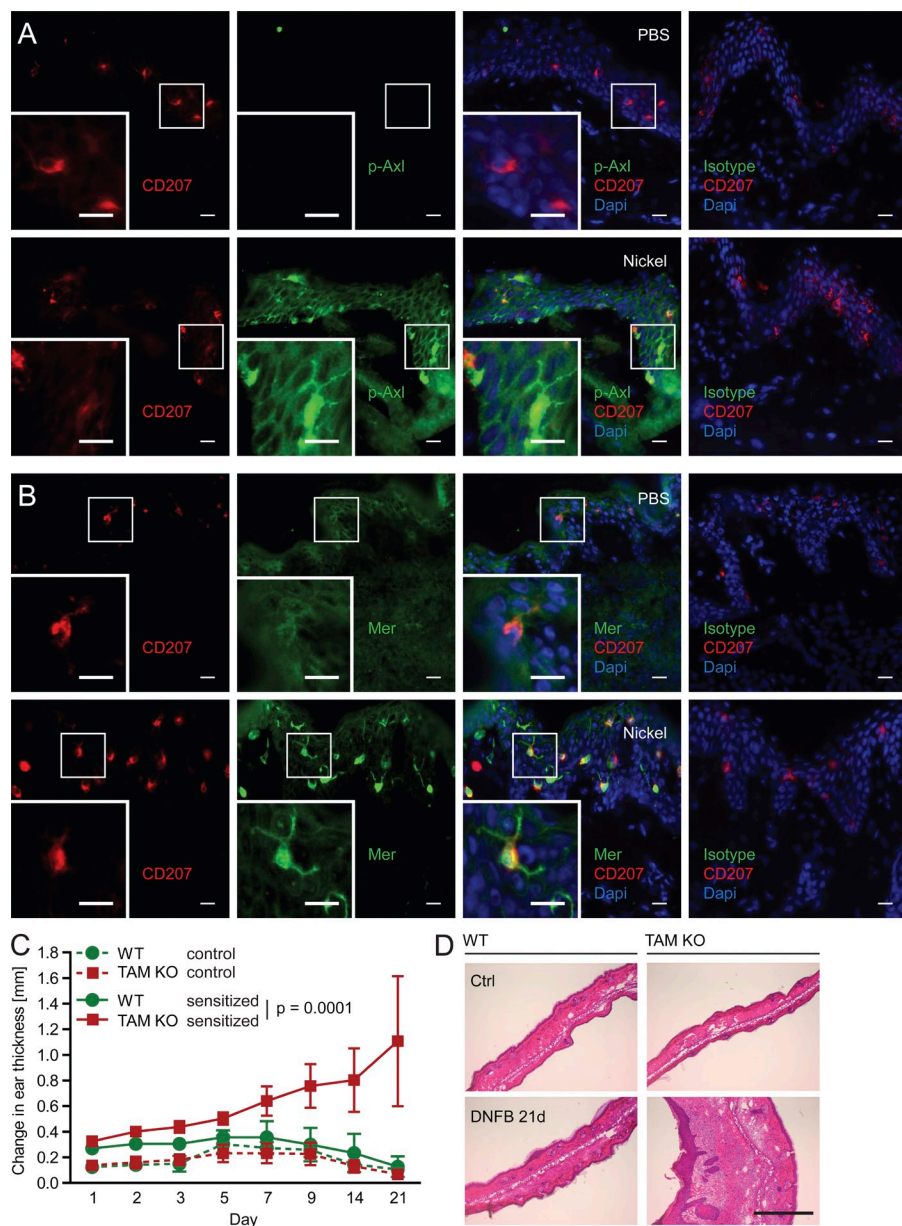 A
PBS
CD207
p-Axl
p-Axl
CD207
Dapi
Isotype
CD207
Dapi
Nickel
CD207
p-Axl
p-Axl
CD207
Dapi
Isotype
CD207
Dapi
B
PBS
CD207
Mer
Mer
CD207
Dapi
Isotype
CD207
Dapi
Nickel
CD207
Mer
Mer
CD207
Dapi
Isotype
CD207
Dapi
C
Change in ear thickness [mm]
1.8
1.6
1.4
1.2
1.0
0.8
0.6
0.4
0.2
0
WT control
TAM KO control
WT sensitized
TAM KO sensitized
p = 0.0001
1 2 3 5 7 9 14 21
Day
D
WT TAM KO
Ctrl
DNFB 21d